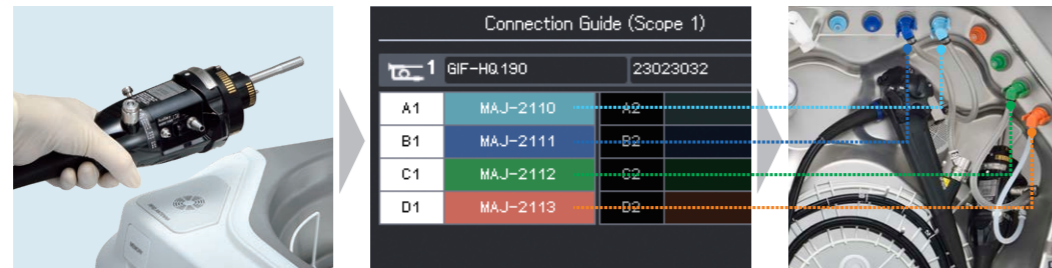 Connection Guide (Scope 1)
1 GIF-HQ190 23023032
A1 MAJ-2110 A2
B1 MAJ-2111 B2
C1 MAJ-2112 C2
D1 MAJ-2113 D2